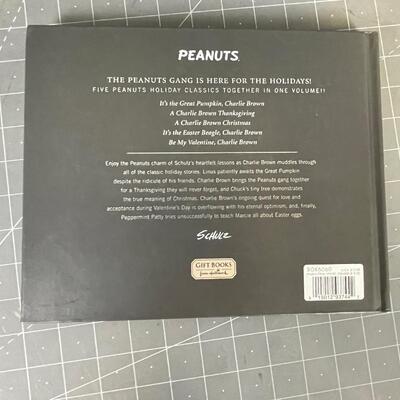 PEANUTS.
THE PEANUTS GANG IS HERE FOR THE HOLIDAYS!
FIVE PEANUTS HOLIDAY CLASSICS TOGETHER IN ONE VOLUME!!
It's the Great Pumpkin, Charlie Brown
A Charlie Brown Thanksgiving
A Charlie Brown Christmas
It's the Easter Beagle, Charlie Brown
Be My Valentine, Charlie Brown
Enjoy the Peanuts charm of Schulz's heartfelt lessons as Charlie Brown muddles through
all of the classic holiday stories. Linus patiently awaits the Great Pumpkin
despite the ridicule of his friends. Charlie Brown brings the Peanuts gang together
for a Thanksgiving they will never forget, and Chuck's tiny tree demonstrates
the true meaning of Christmas. Charlie Brown's ongoing quest for love and
acceptance during Valentine's Day is overflowing with his eternal optimism, and, finally,
Peppermint Patty tries unsuccessfully to teach Marcie all about Easter eggs.
SCHULZ
GIFT BOOKS
from Hallmark